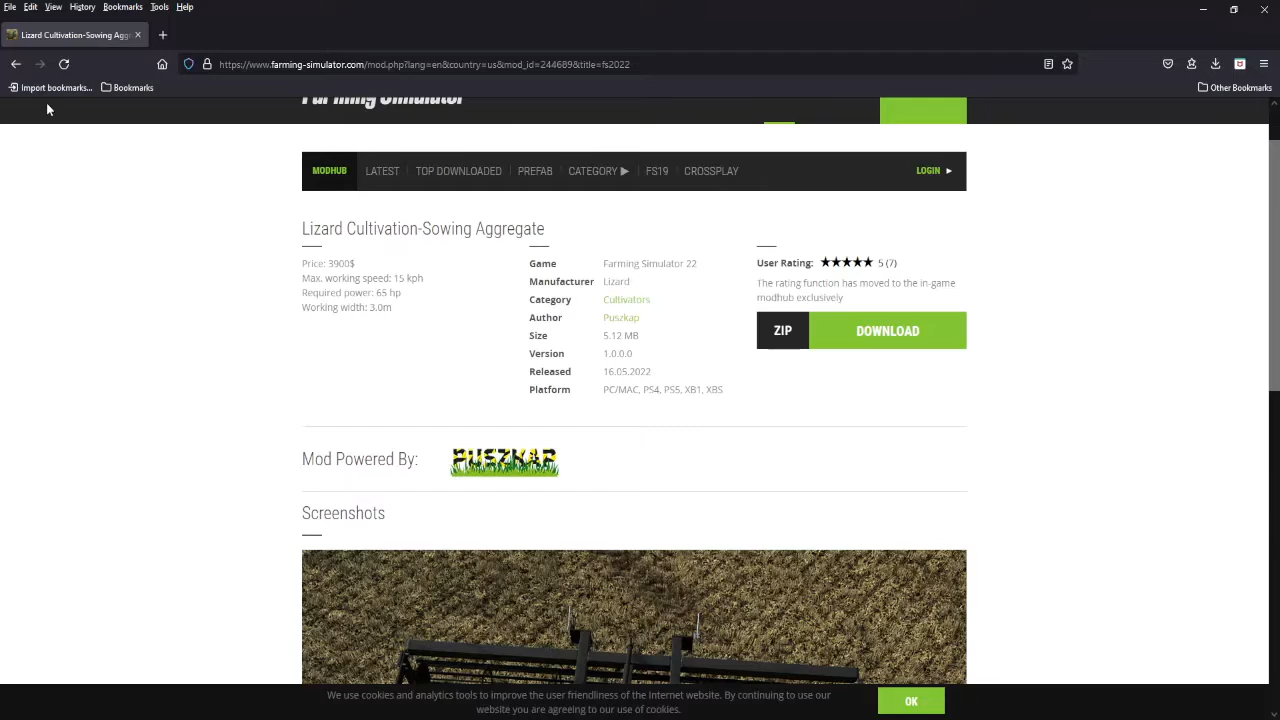 File Edit View History Bookmarks Tools Help
Lizard Cultivation-Sowing Aggr
https://www.farming-simulator.com/mod.php?lang=en&country=us&mod_id=244689&title=fs2022
Import bookmarks... Bookmarks Other Bookmarks
Farming Simulator
MODHUB LATEST TOP DOWNLOADED PREFAB CATEGORY ▶ FS19 CROSSPLAY LOGIN ►
Lizard Cultivation-Sowing Aggregate
Price: 3900$
Max. working speed: 15 kph
Required power: 65 hp
Working width: 3.0m
Game Farming Simulator 22
Manufacturer Lizard
Category Cultivators
Author Puszkap
Size 5.12 MB
Version 1.0.0.0
Released 16.05.2022
Platform PC/MAC, PS4, PS5, XB1, XBS
User Rating: ★★★★★ 5 (7)
The rating function has moved to the in-game
modhub exclusively
ZIP DOWNLOAD
Mod Powered By: PUSZKAP
Screenshots
We use cookies and analytics tools to improve the user friendliness of the Internet website. By continuing to use our
website you are agreeing to our use of cookies.
OK